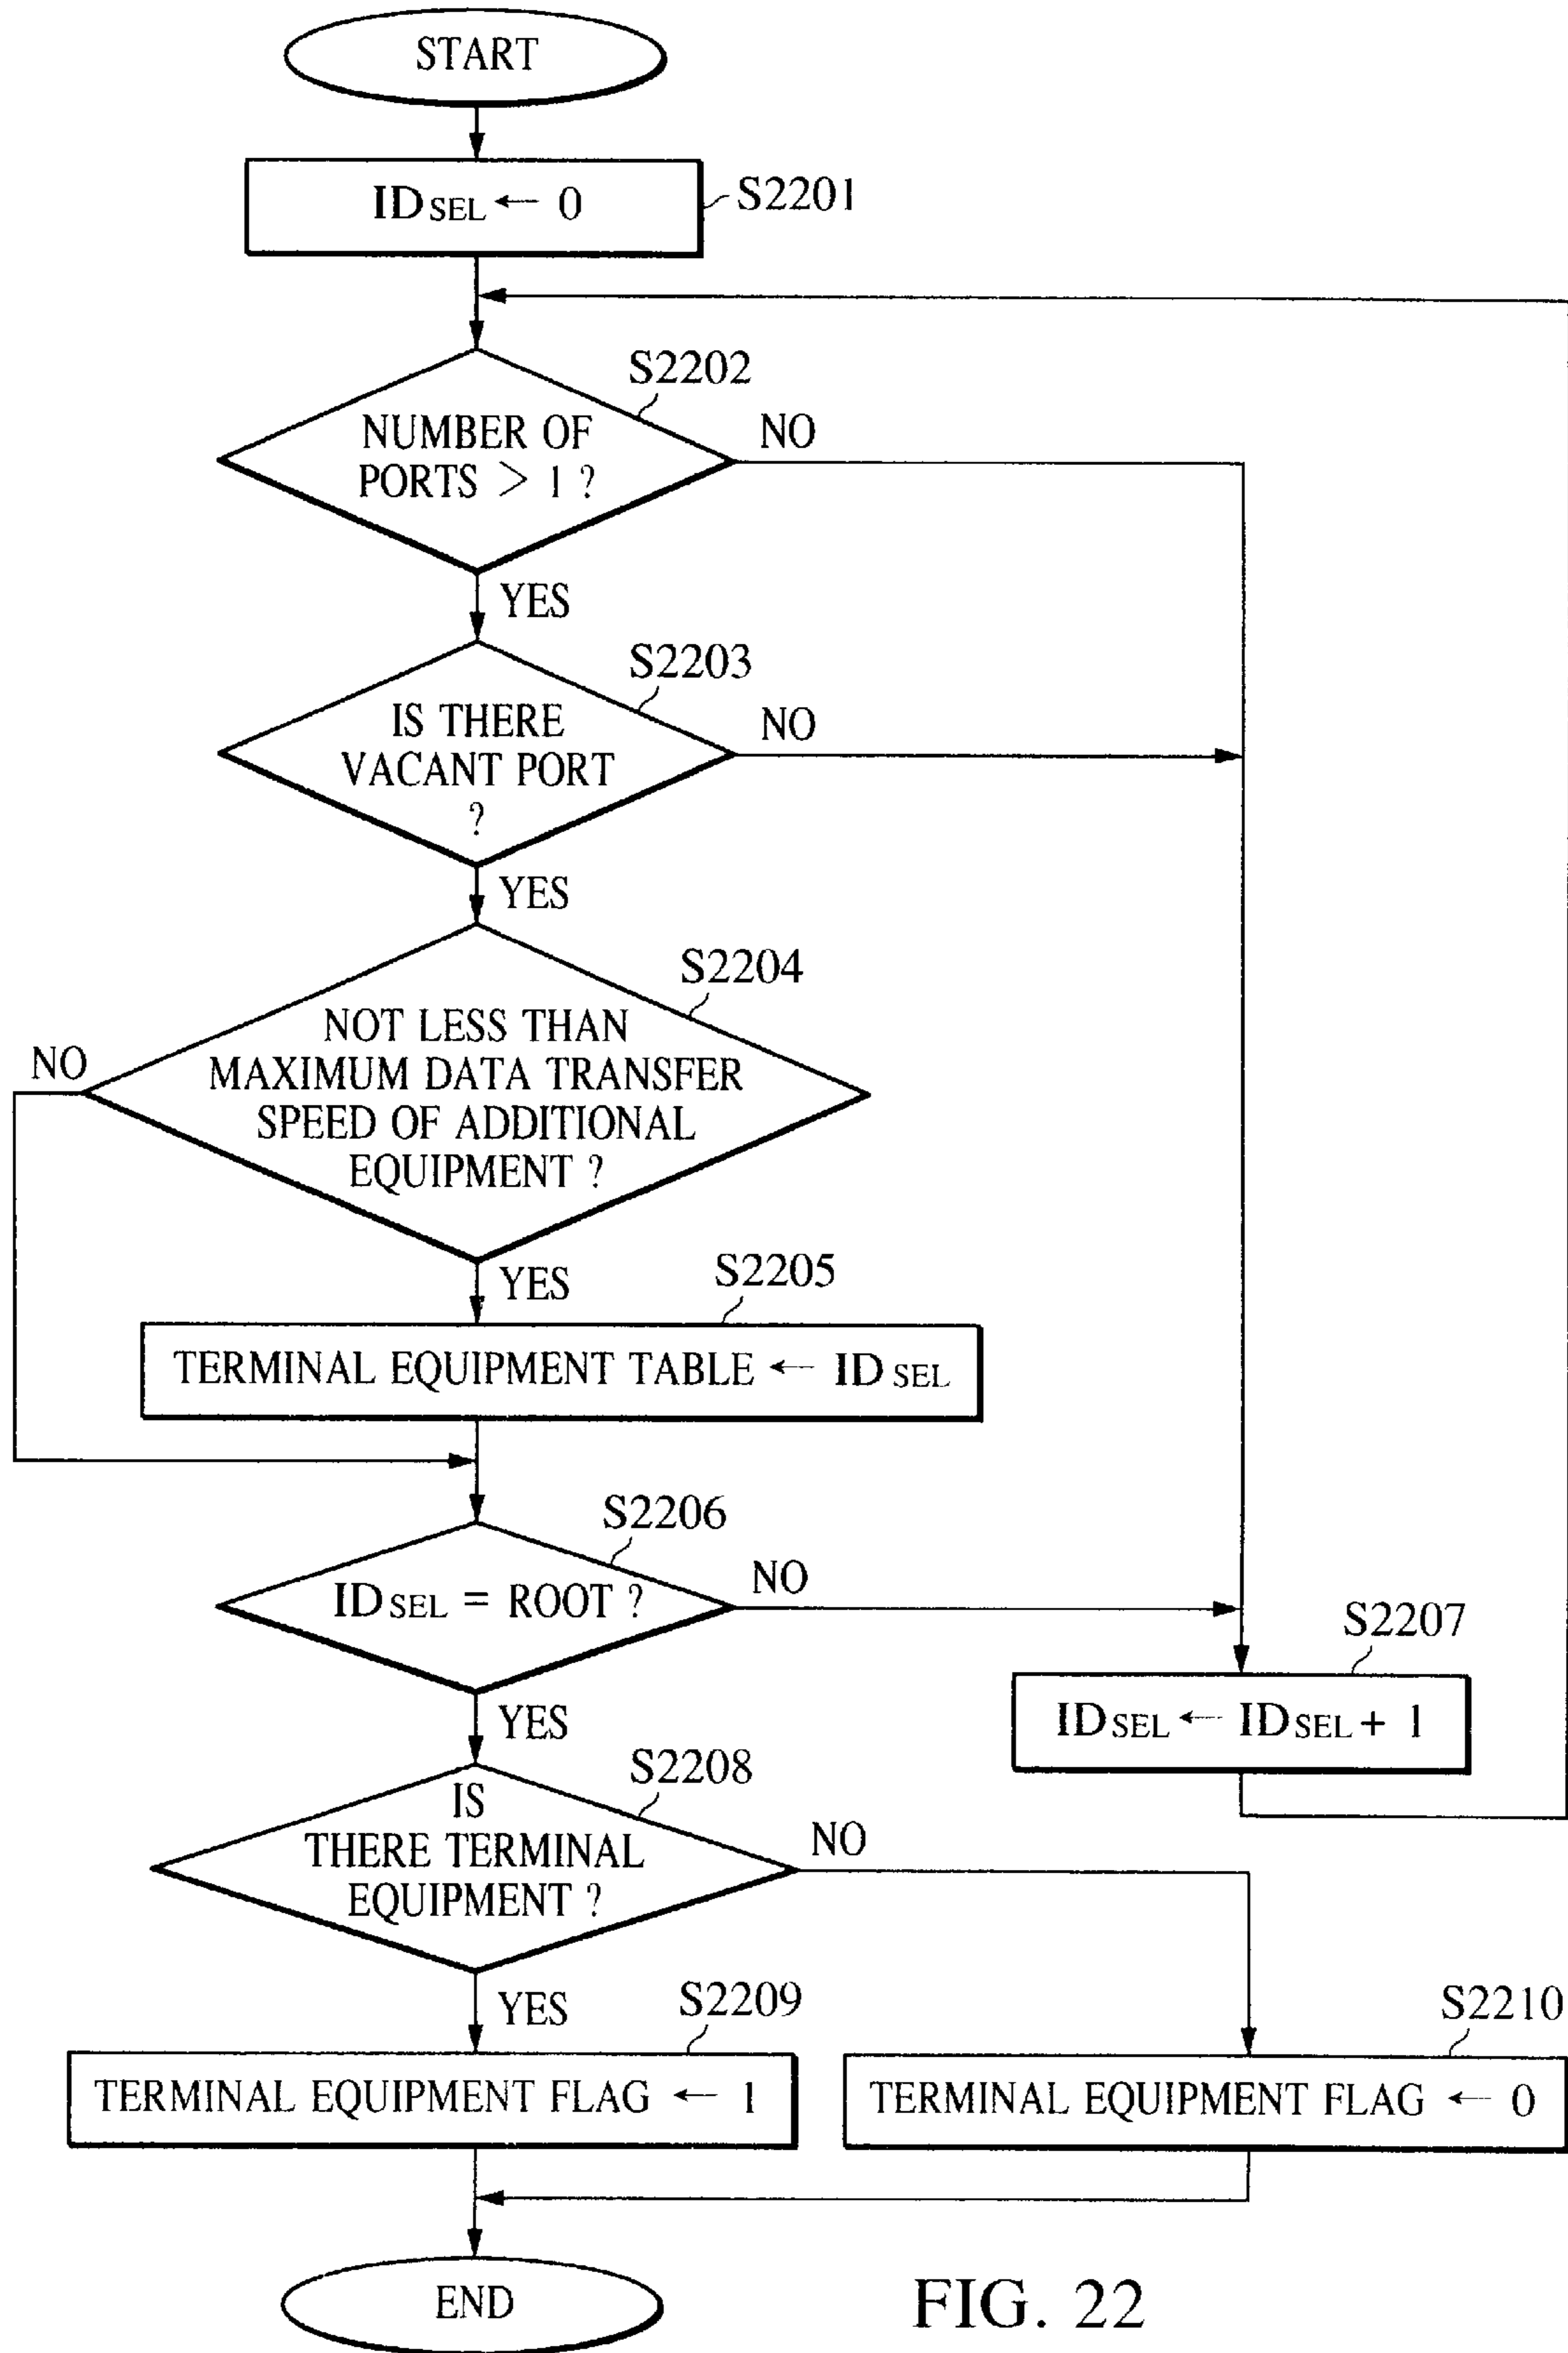 START
IDSEL ← 0
S2201
S2202
NUMBER OF
PORTS > 1 ?
NO
YES
S2203
IS THERE
VACANT PORT
?
NO
YES
S2204
NOT LESS THAN
MAXIMUM DATA TRANSFER
SPEED OF ADDITIONAL
EQUIPMENT ?
NO
YES
S2205
TERMINAL EQUIPMENT TABLE ← IDSEL
S2206
IDSEL = ROOT ?
NO
YES
S2207
IDSEL ← IDSEL + 1
S2208
IS
THERE TERMINAL
EQUIPMENT ?
NO
YES
S2209
TERMINAL EQUIPMENT FLAG ← 1
S2210
TERMINAL EQUIPMENT FLAG ← 0
END
FIG. 22